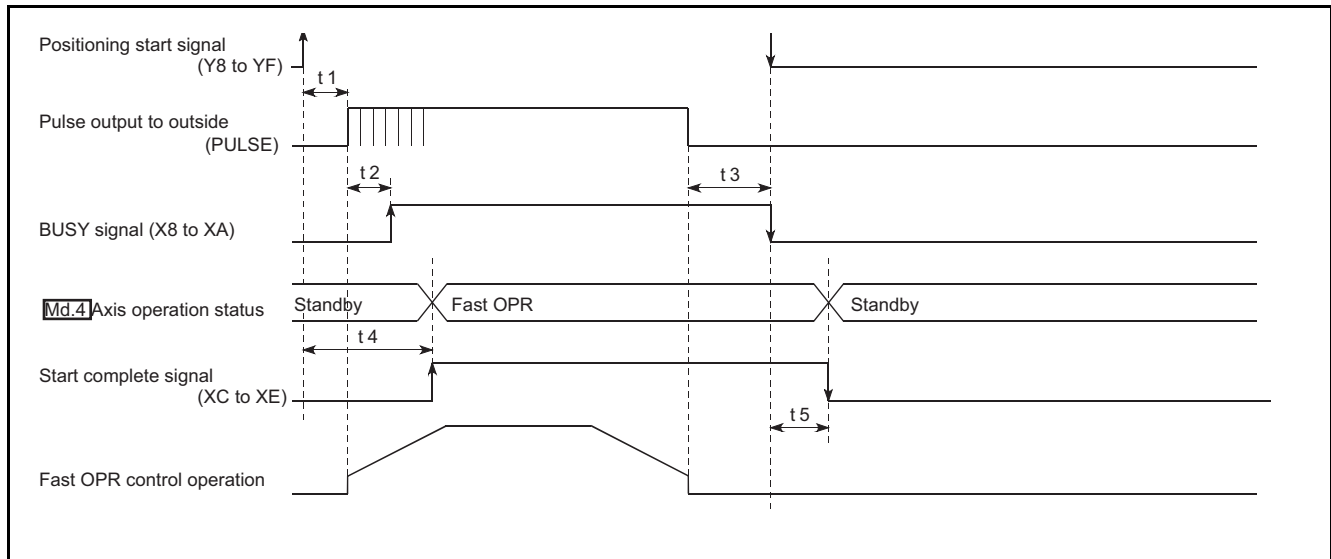 Positioning start signal
(Y8 to YF)
t 1
Pulse output to outside
(PULSE)
t 2
t 3
BUSY signal (X8 to XA)
Md.4 Axis operation status
Standby
Fast OPR
Standby
t 4
Start complete signal
(XC to XE)
t 5
Fast OPR control operation